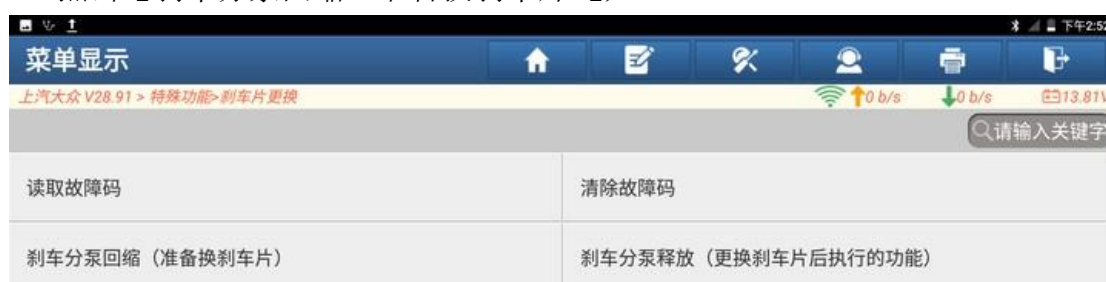 下午2:52
菜单显示
上汽大众 V28.91 > 特殊功能>刹车片更换
0 b/s
0 b/s
13.81V
请输入关键字
读取故障码
清除故障码
刹车分泵回缩（准备换刹车片）
刹车分泵释放（更换刹车片后执行的功能）